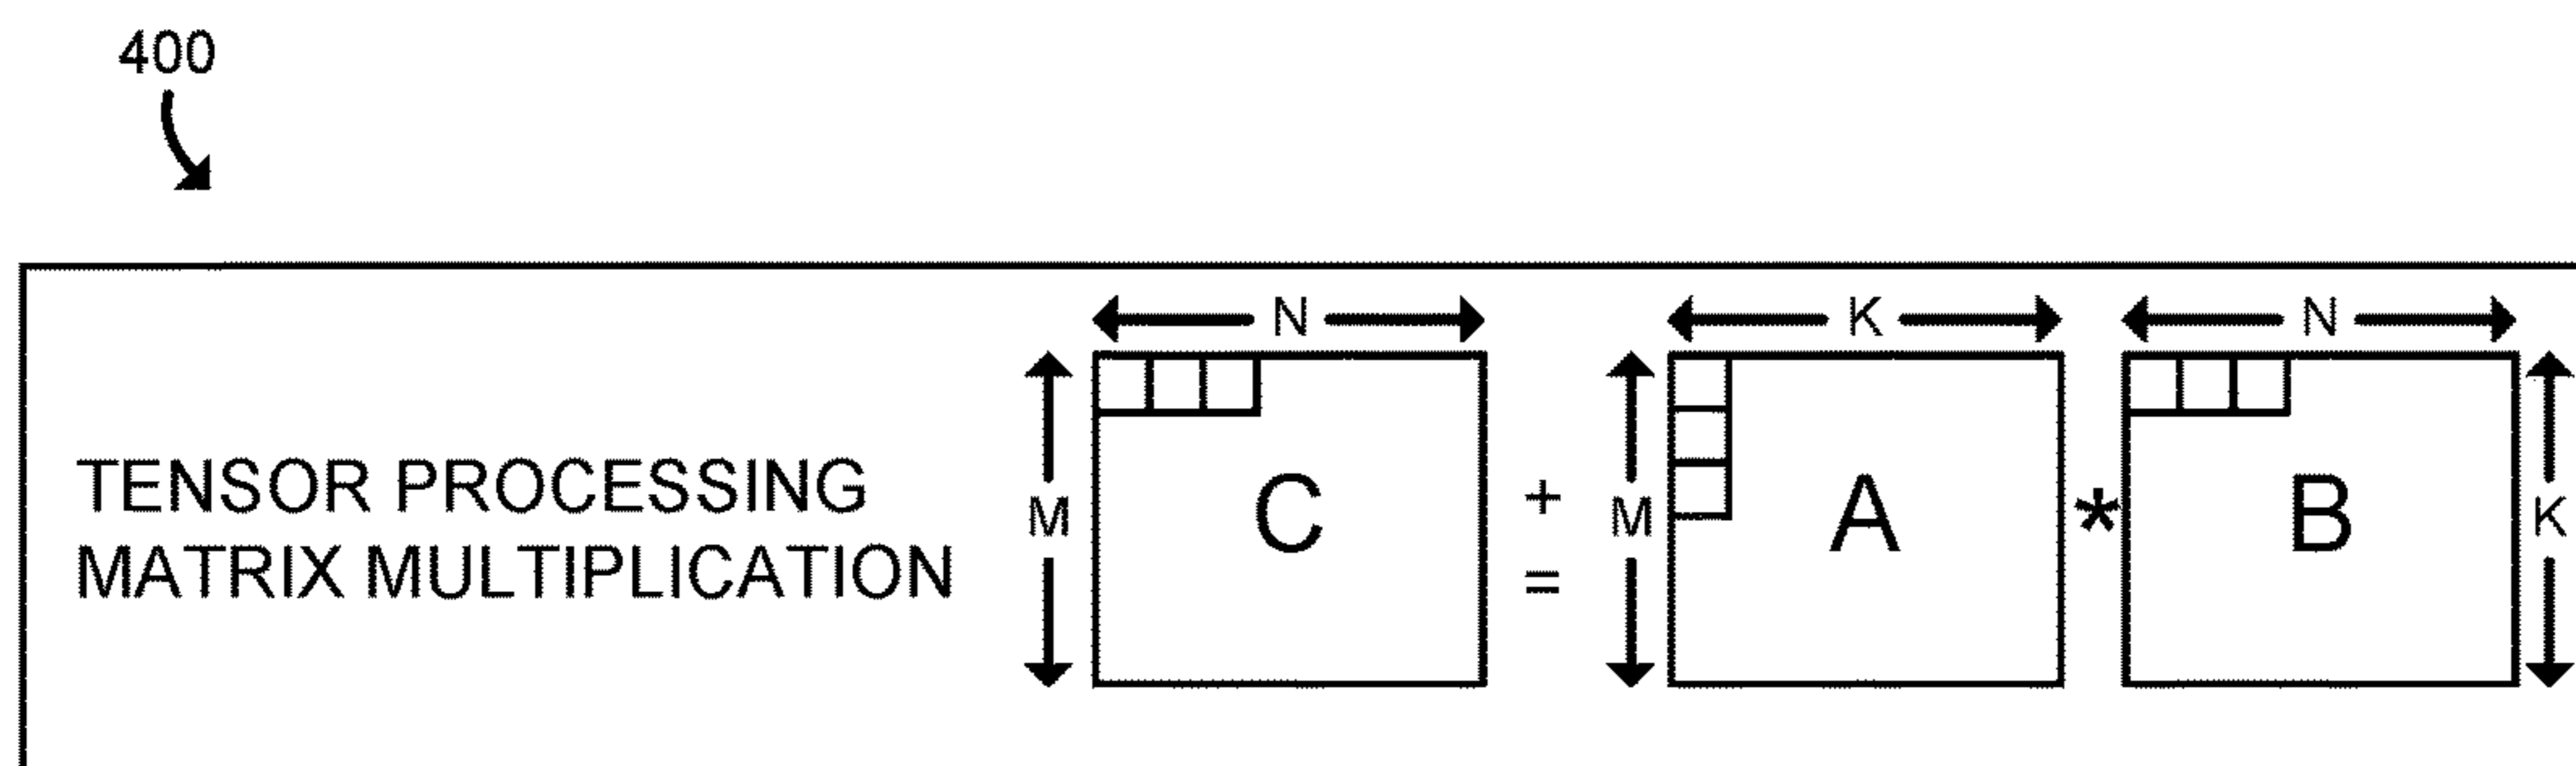 400
N K N
TENSOR PROCESSING
MATRIX MULTIPLICATION
M C + = M A * B K